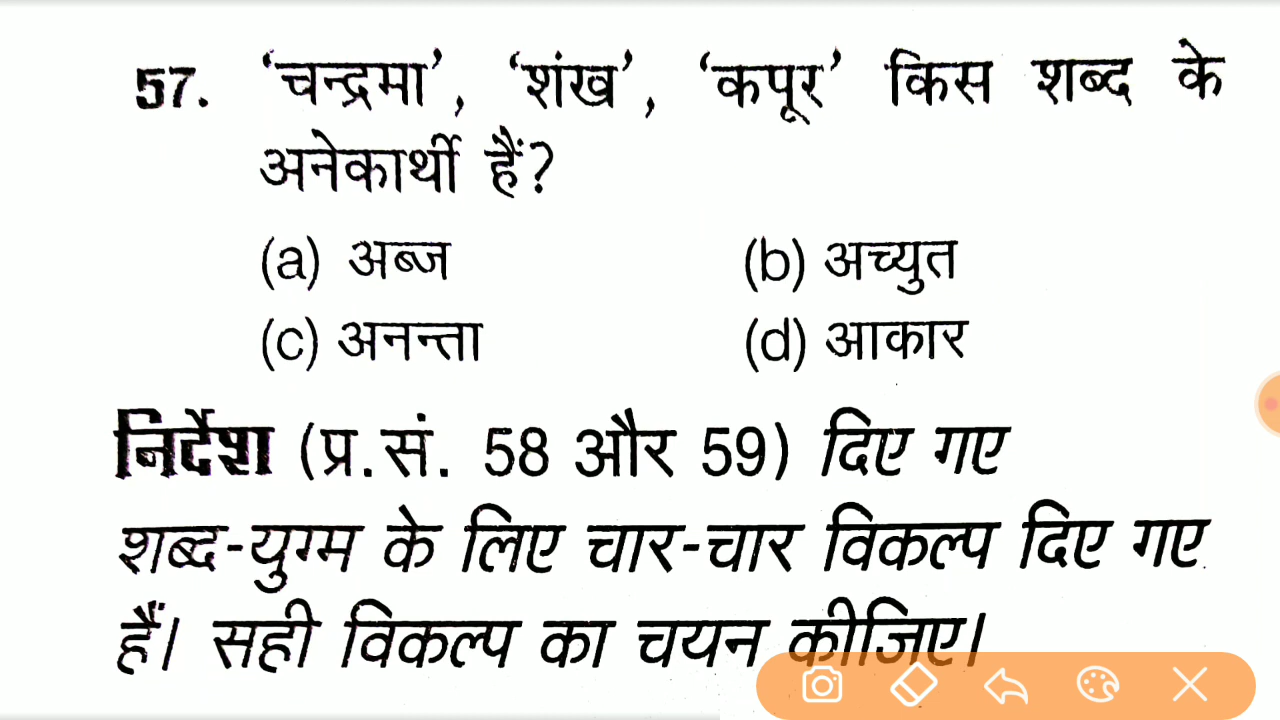 57. 'चन्द्रमा', 'शंख', 'कपूर' किस शब्द के
अनेकार्थी हैं?
(a) अब्ज (b) अच्युत
(c) अनन्ता (d) आकार
निर्देश (प्र.सं. 58 और 59) दिए गए
शब्द-युग्म के लिए चार-चार विकल्प दिए गए
हैं। सही विकल्प का चयन कीजिए।